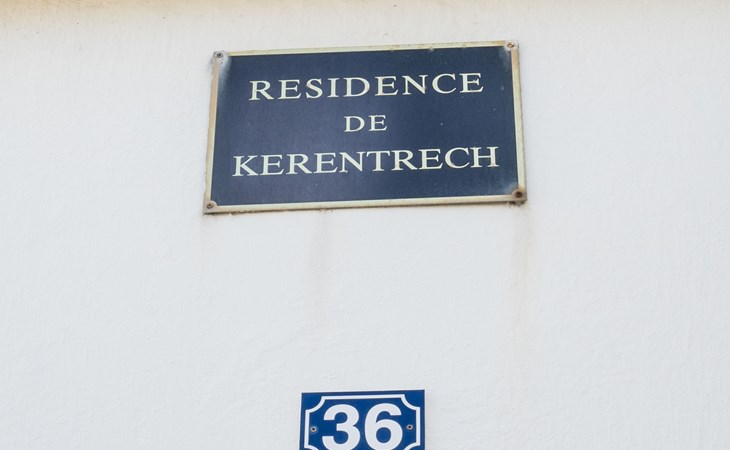 RESIDENCE
DE
KERENTRECH
36